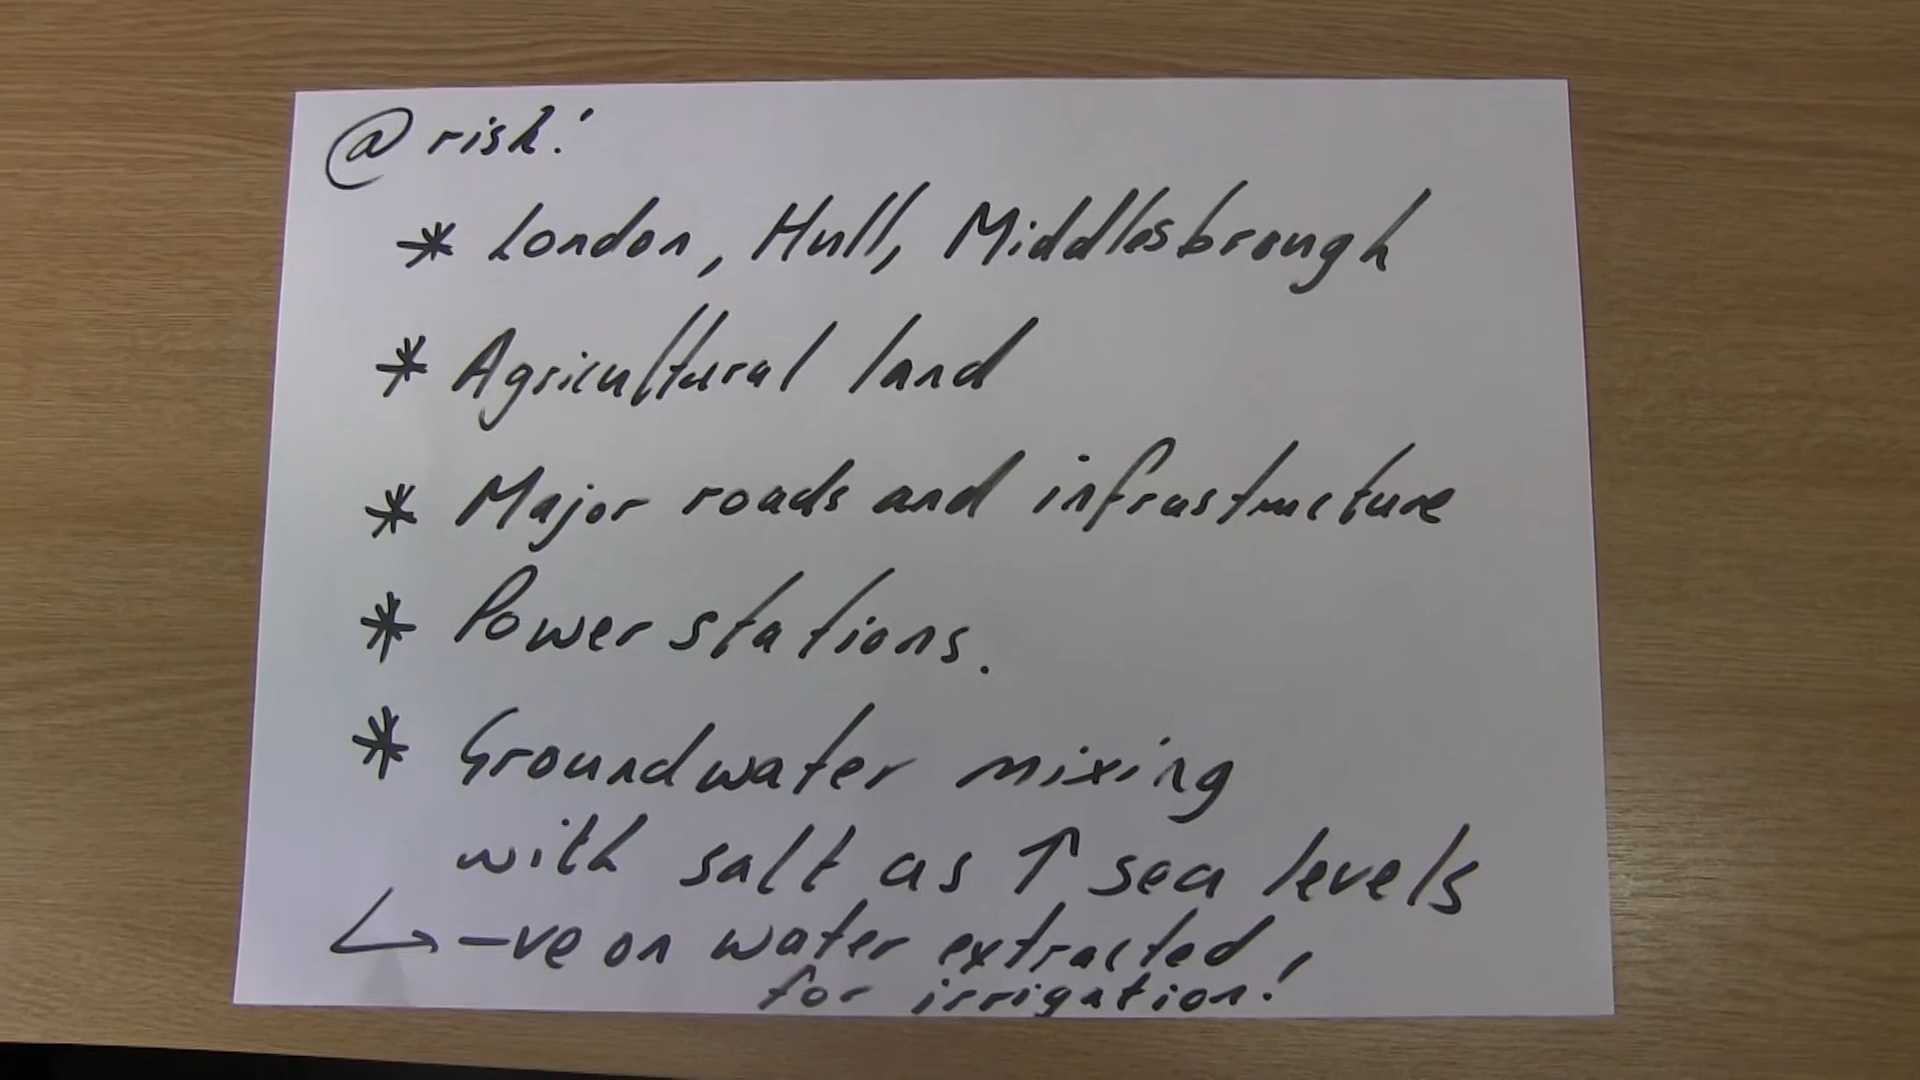 @ risk:
* London, Hull, Middlesbrough
* Agricultural land
* Major roads and infrastructure
* Power stations.
* Groundwater mixing
with salt as ↑ sea levels
↳ -ve on water extracted
for irrigation!